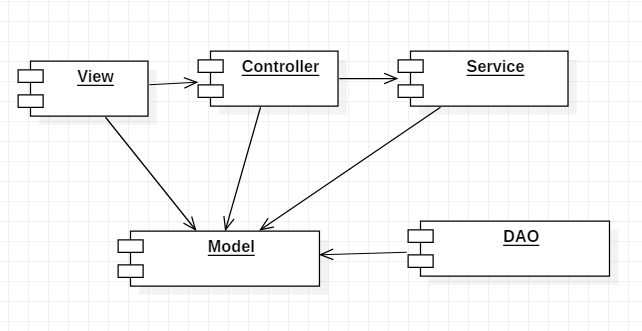 View
Controller
Service
Model
DAO